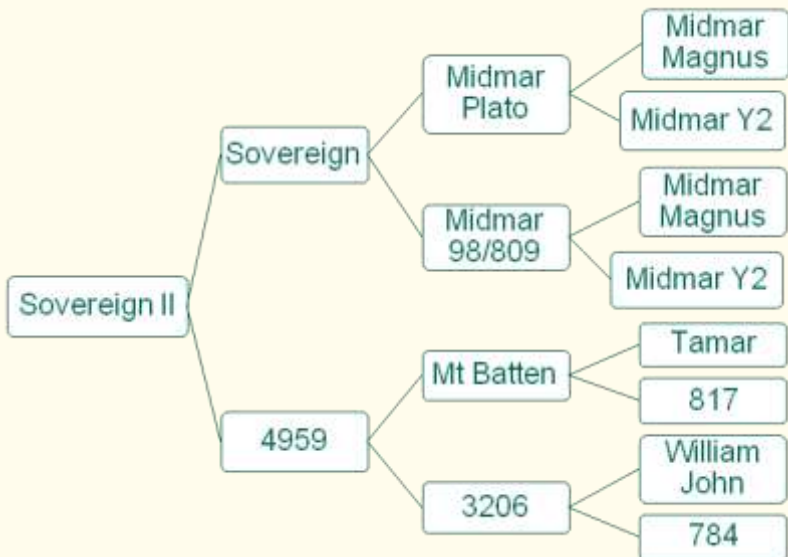 Midmar
Magnus
Midmar
Plato
Midmar Y2
Sovereign
Midmar
Magnus
Midmar
98/809
Midmar Y2
Sovereign II
Tamar
Mt Batten
817
4959
William
John
3206
784